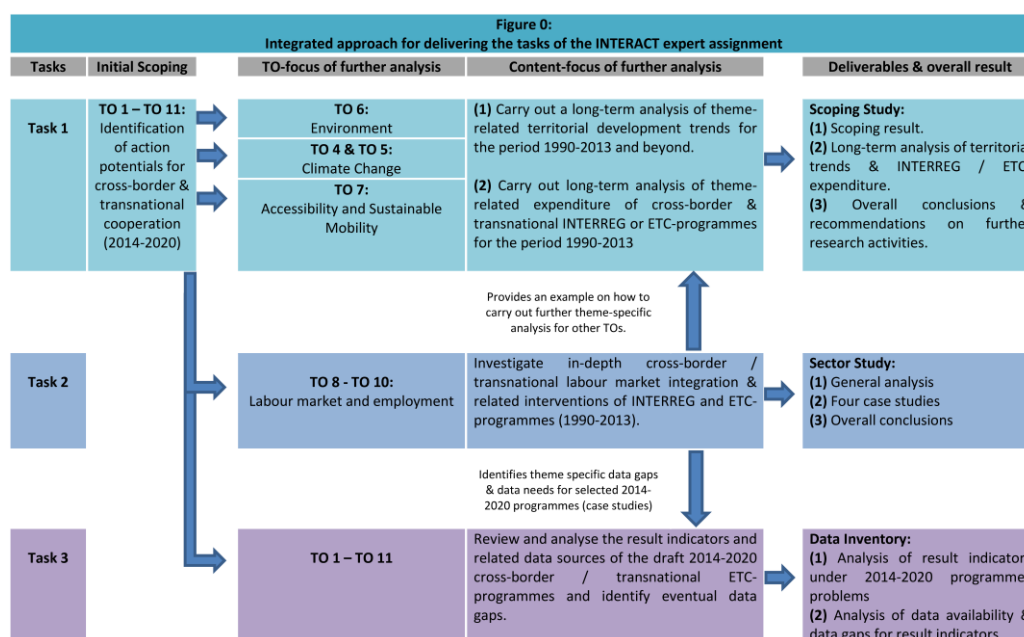 Figure 0:
Integrated approach for delivering the tasks of the INTERACT expert assignment
Tasks
Initial Scoping
TO-focus of further analysis
Content-focus of further analysis
Deliverables & overall result
Task 1
TO 1 – TO 11:
Identification
of action
potentials for
cross-border &
transnational
cooperation
(2014-2020)
TO 6:
Environment
TO 4 & TO 5:
Climate Change
TO 7:
Accessibility and Sustainable
Mobility
(1) Carry out a long-term analysis of theme-
related territorial development trends for
the period 1990-2013 and beyond.
(2) Carry out long-term analysis of theme-
related expenditure of cross-border &
transnational INTERREG or ETC-programmes
for the period 1990-2013
Scoping Study:
(1) Scoping result.
(2) Long-term analysis of territoria
trends & INTERREG / ETC
expenditure.
(3) Overall conclusions &
recommendations on furthe
research activities.
Provides an example on how to
carry out further theme-specific
analysis for other TOs.
Task 2
TO 8 - TO 10:
Labour market and employment
Investigate in-depth cross-border /
transnational labour market integration &
related interventions of INTERREG and ETC-
programmes (1990-2013).
Sector Study:
(1) General analysis
(2) Four case studies
(3) Overall conclusions
Identifies theme specific data gaps
& data needs for selected 2014-
2020 programmes (case studies)
Task 3
TO 1 – TO 11
Review and analyse the result indicators and
related data sources of the draft 2014-2020
cross-border / transnational ETC-
programmes and identify eventual data
gaps.
Data Inventory:
(1) Analysis of result indicator
under 2014-2020 programme
problems
(2) Analysis of data availability &
data gaps for result indicators